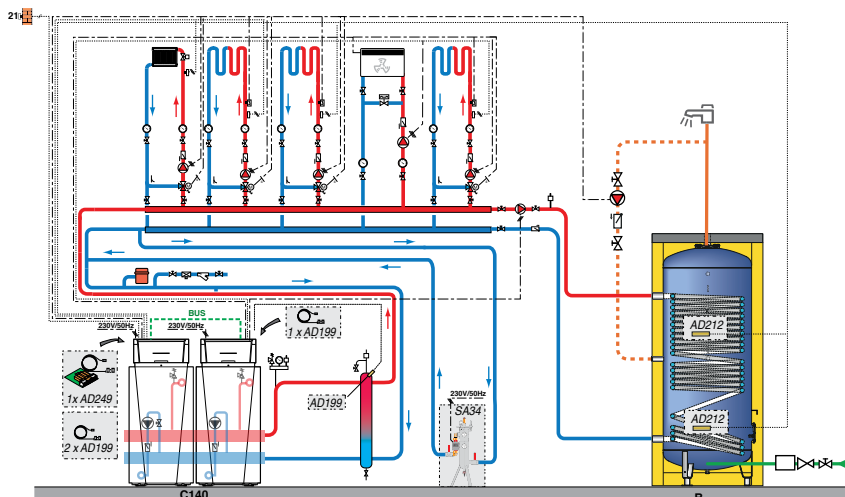 21
BUS
230V/50Hz
230V/50Hz
1 x AD199
1x AD249
2 x AD199
AD199
230V/50Hz
SA34
AD212
AD212
C140
B